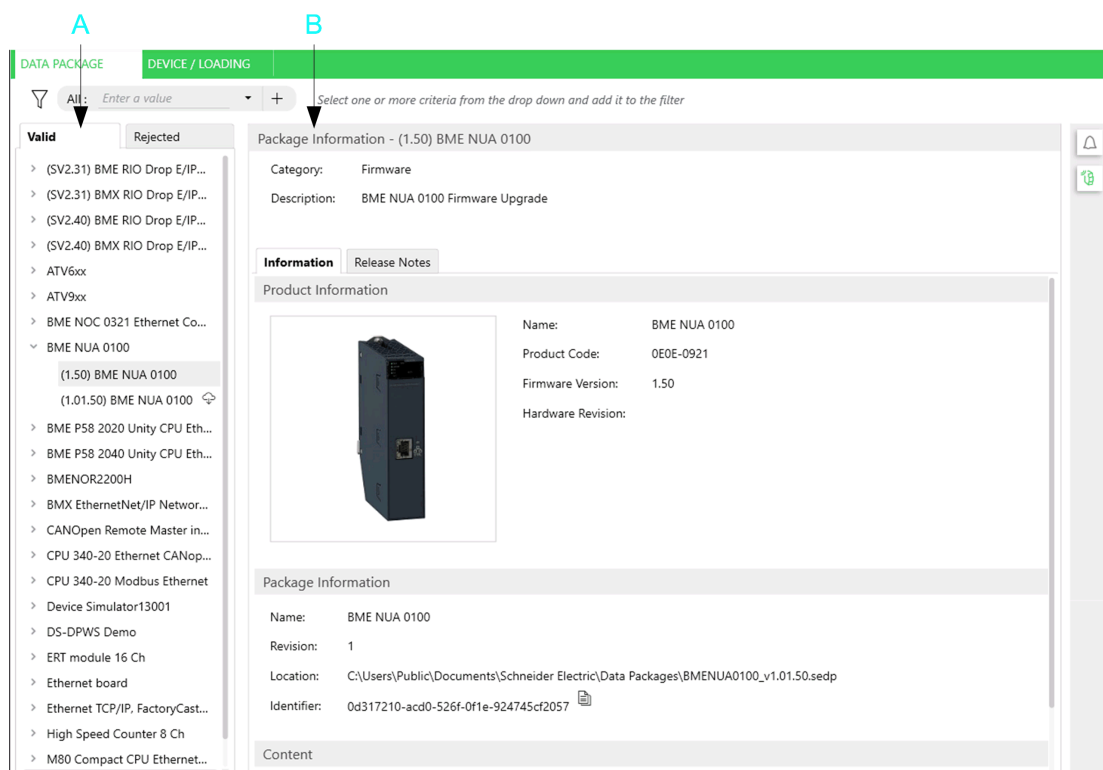 A B
DATA PACKAGE DEVICE / LOADING
All : Enter a value + Select one or more criteria from the drop down and add it to the filter
Valid Rejected
(SV2.31) BME RIO Drop E/IP...
(SV2.31) BMX RIO Drop E/IP...
(SV2.40) BME RIO Drop E/IP...
(SV2.40) BMX RIO Drop E/IP...
ATV6xx
ATV9xx
BME NOC 0321 Ethernet Co...
BME NUA 0100
(1.50) BME NUA 0100
(1.01.50) BME NUA 0100
BME P58 2020 Unity CPU Eth...
BME P58 2040 Unity CPU Eth...
BMENOR2200H
BMX EthernetNet/IP Networ...
CANOpen Remote Master in...
CPU 340-20 Ethernet CANop...
CPU 340-20 Modbus Ethernet
Device Simulator13001
DS-DPWS Demo
ERT module 16 Ch
Ethernet board
Ethernet TCP/IP, FactoryCast...
High Speed Counter 8 Ch
M80 Compact CPU Ethernet...
Package Information - (1.50) BME NUA 0100
Category: Firmware
Description: BME NUA 0100 Firmware Upgrade
Information Release Notes
Product Information
Name: BME NUA 0100
Product Code: 0E0E-0921
Firmware Version: 1.50
Hardware Revision:
Package Information
Name: BME NUA 0100
Revision: 1
Location: C:\Users\Public\Documents\Schneider Electric\Data Packages\BMENUA0100_v1.01.50.sedp
Identifier: 0d317210-acd0-526f-0f1e-924745cf2057
Content